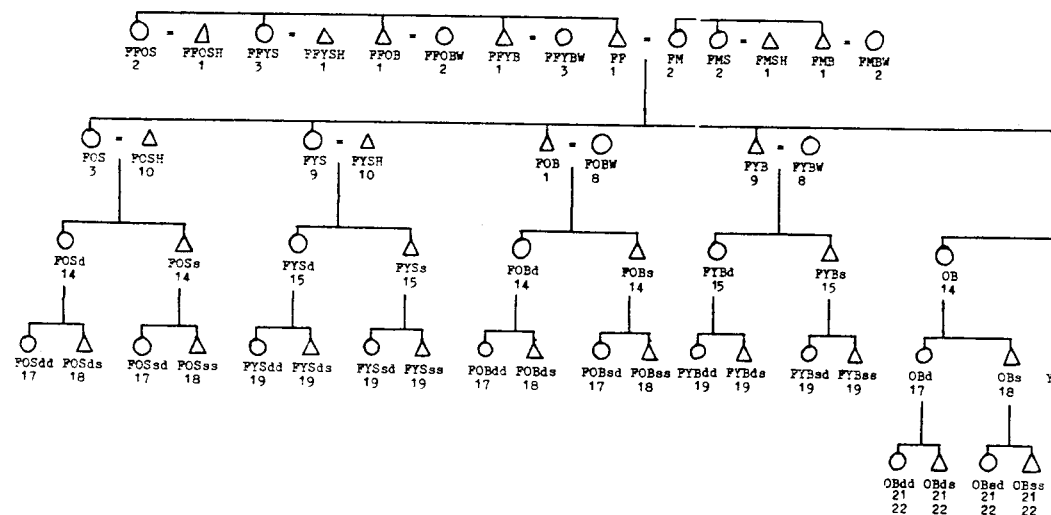 FFOS FFOSH FFYS FFYSH FFOB FFOBW FFYB FFYBW FF FM FMS FMSH FMB FMBW
2 1 3 1 1 2 1 3 1 2 2 1 1 2
FOS FOSH FYS FYSH FOB FOBW FYB FYBW
3 10 9 10 1 8 9 8
FOSd FOSs FYSd FYSs FOBd FOBs FYBd FYBs OB
14 14 15 15 14 14 15 15 14
FOSdd FOSds FOSsd FOSss FYSdd FYSds FYSsd FYSss FOBdd FOBds FOBsd FOBss FYBdd FYBds FYBsd FYBss OBd OBs Y
17 18 17 18 19 19 19 19 17 18 17 18 19 19 19 19 17 18
OBdd OBds OBsd OBss
21 21 21 21
22 22 22 22